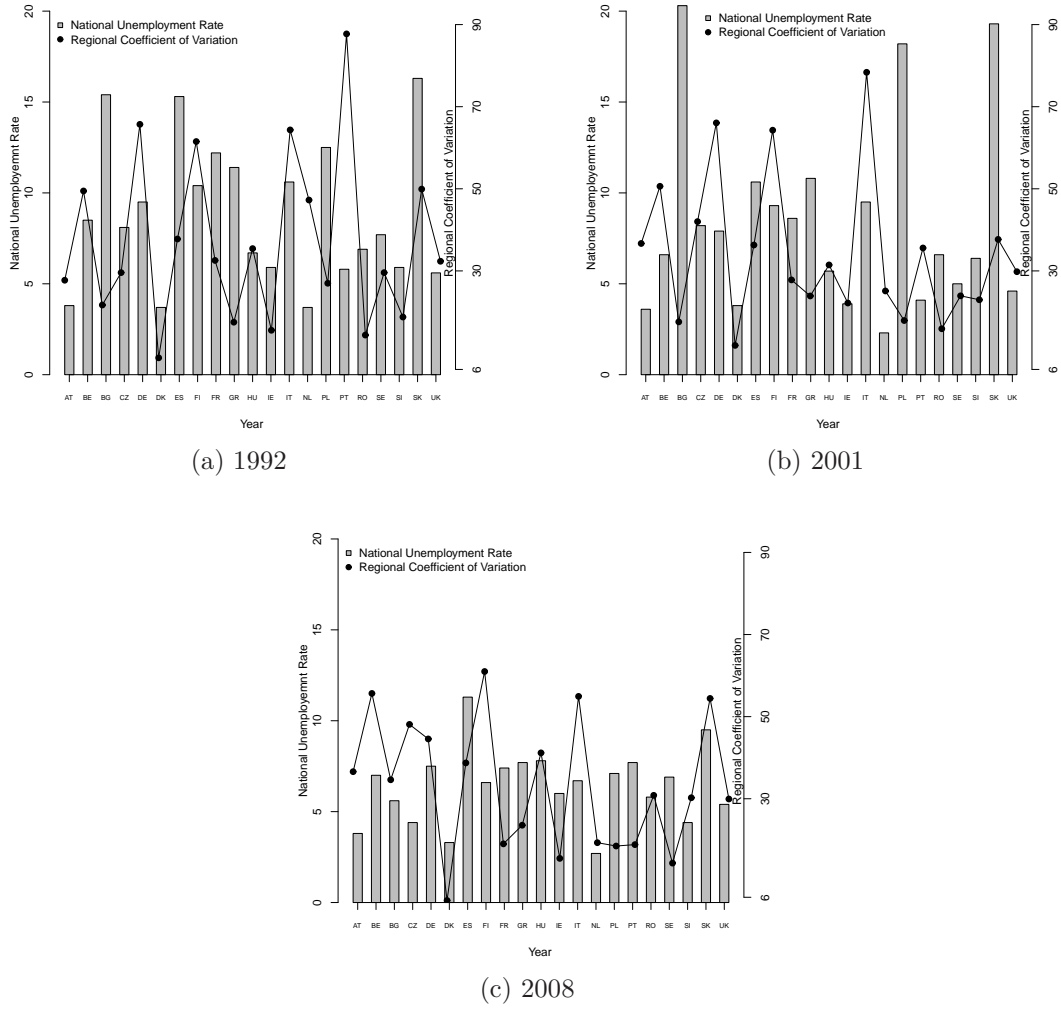 National Unemployment Rate
Regional Coefficient of Variation
National Unemployemnt Rate
0 5 10 15 20
Regional Coefficient of Variation
6 30 50 70 90
AT BE BG CZ DE DK ES FI FR GR HU IE IT NL PL PT RO SE SI SK UK
Year
(a) 1992
National Unemployment Rate
Regional Coefficient of Variation
National Unemployemnt Rate
0 5 10 15 20
Regional Coefficient of Variation
6 30 50 70 90
AT BE BG CZ DE DK ES FI FR GR HU IE IT NL PL PT RO SE SI SK UK
Year
(b) 2001
National Unemployment Rate
Regional Coefficient of Variation
National Unemployemnt Rate
0 5 10 15 20
Regional Coefficient of Variation
6 30 50 70 90
AT BE BG CZ DE DK ES FI FR GR HU IE IT NL PL PT RO SE SI SK UK
Year
(c) 2008